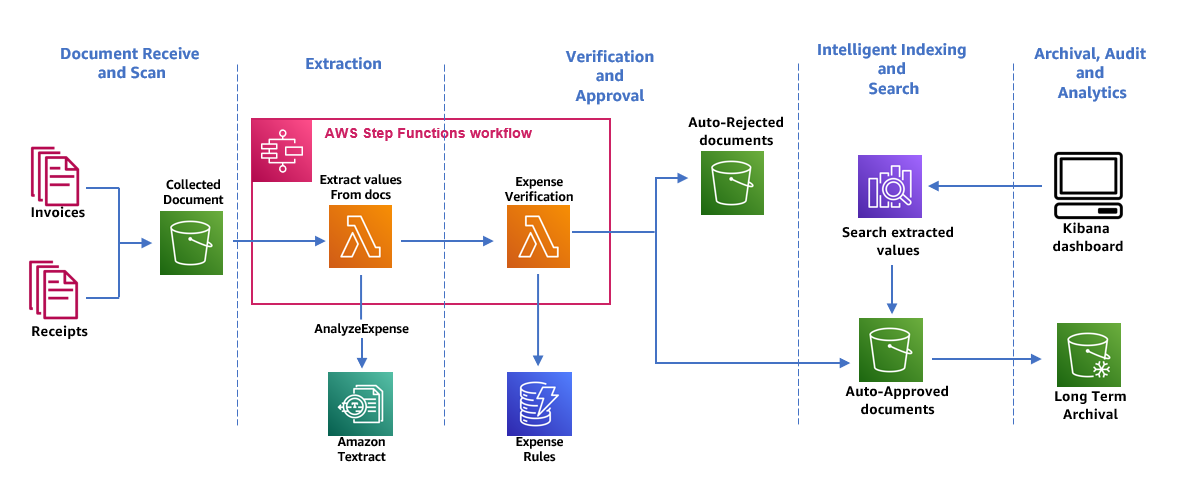 Document Receive
and Scan
Extraction
Verification
and
Approval
Intelligent Indexing
and
Search
Archival, Audit
and
Analytics
AWS Step Functions workflow
Invoices
Receipts
Collected
Document
Extract values
From docs
Expense
Verification
AnalyzeExpense
Amazon
Textract
Expense
Rules
Auto-Rejected
documents
Search extracted
values
Auto-Approved
documents
Kibana
dashboard
Long Term
Archival